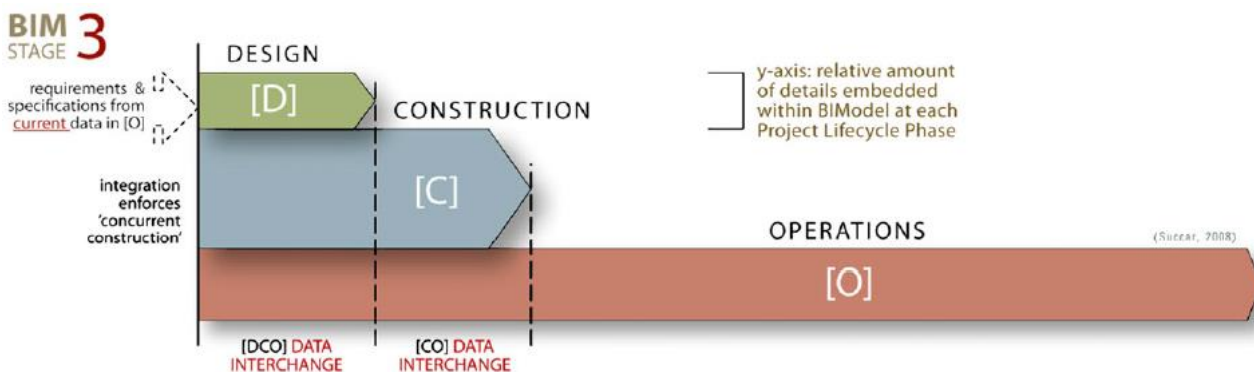 BIM
STAGE 3
DESIGN
requirements &
specifications from
current data in [O]
[D]
CONSTRUCTION
y-axis: relative amount
of details embedded
within BIModel at each
Project Lifecycle Phase
integration
enforces
'concurrent
construction'
[C]
OPERATIONS
(Succar, 2008)
[O]
[DCO] DATA
INTERCHANGE
[CO] DATA
INTERCHANGE